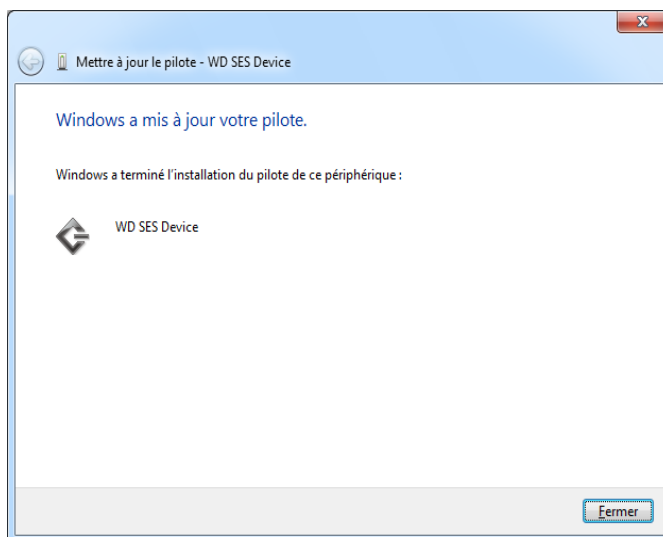 Mettre à jour le pilote - WD SES Device
Windows a mis à jour votre pilote.
Windows a terminé l'installation du pilote de ce périphérique :
WD SES Device
Fermer